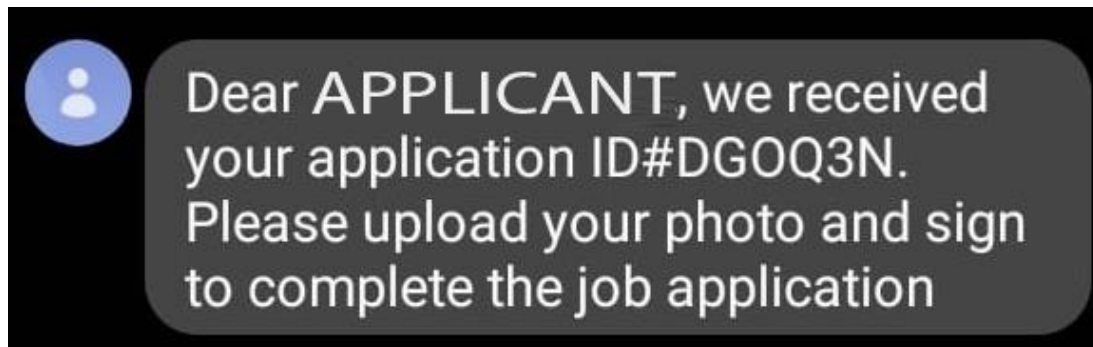 Dear APPLICANT, we received
your application ID#DGOQ3N.
Please upload your photo and sign
to complete the job application